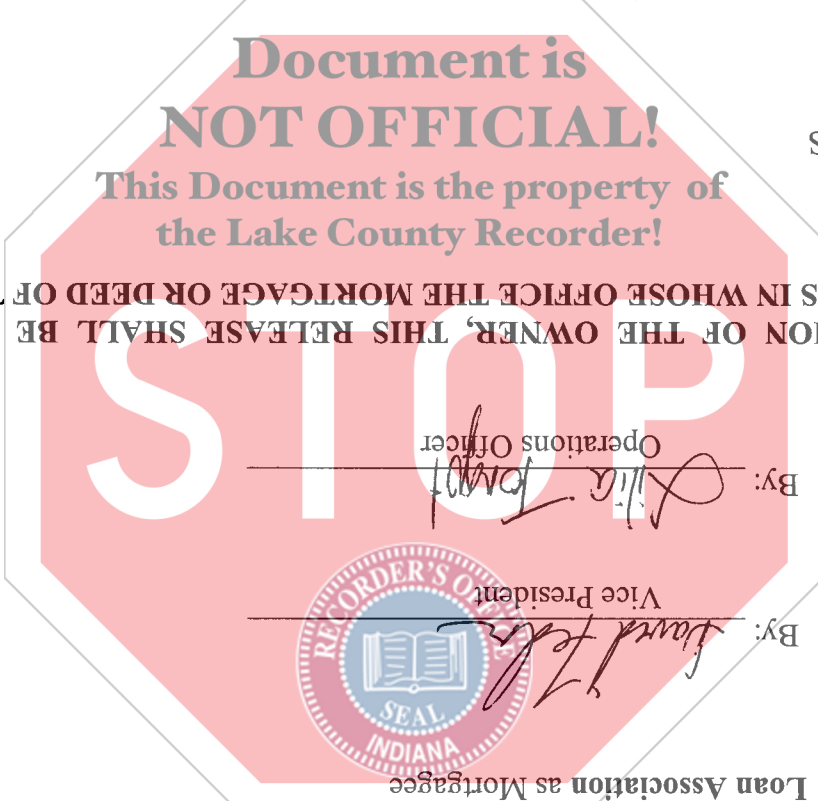 Document is
NOT OFFICIAL!
This Document is the property of
the Lake County Recorder!
STOP
RECORDER'S OFFICE
SEAL
INDIANA
Loan Association as Mortgagee
By:
Vice President
By:
Operations Officer
ION OF THE OWNER, THIS RELEASE SHALL BE
S IN WHOSE OFFICE THE MORTGAGE OR DEED OF
S